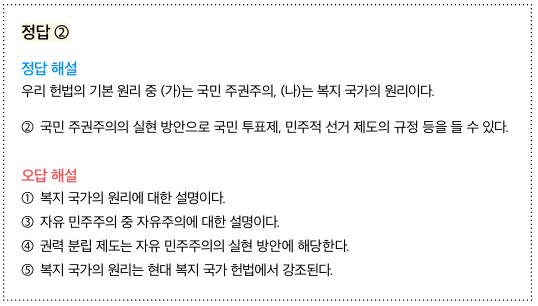 정답 ②
정답 해설
우리 헌법의 기본 원리 중 (가)는 국민 주권주의, (나)는 복지 국가의 원리이다.
② 국민 주권주의의 실현 방안으로 국민 투표제, 민주적 선거 제도의 규정 등을 들 수 있다.
오답 해설
① 복지 국가의 원리에 대한 설명이다.
③ 자유 민주주의 중 자유주의에 대한 설명이다.
④ 권력 분립 제도는 자유 민주주의의 실현 방안에 해당한다.
⑤ 복지 국가의 원리는 현대 복지 국가 헌법에서 강조된다.